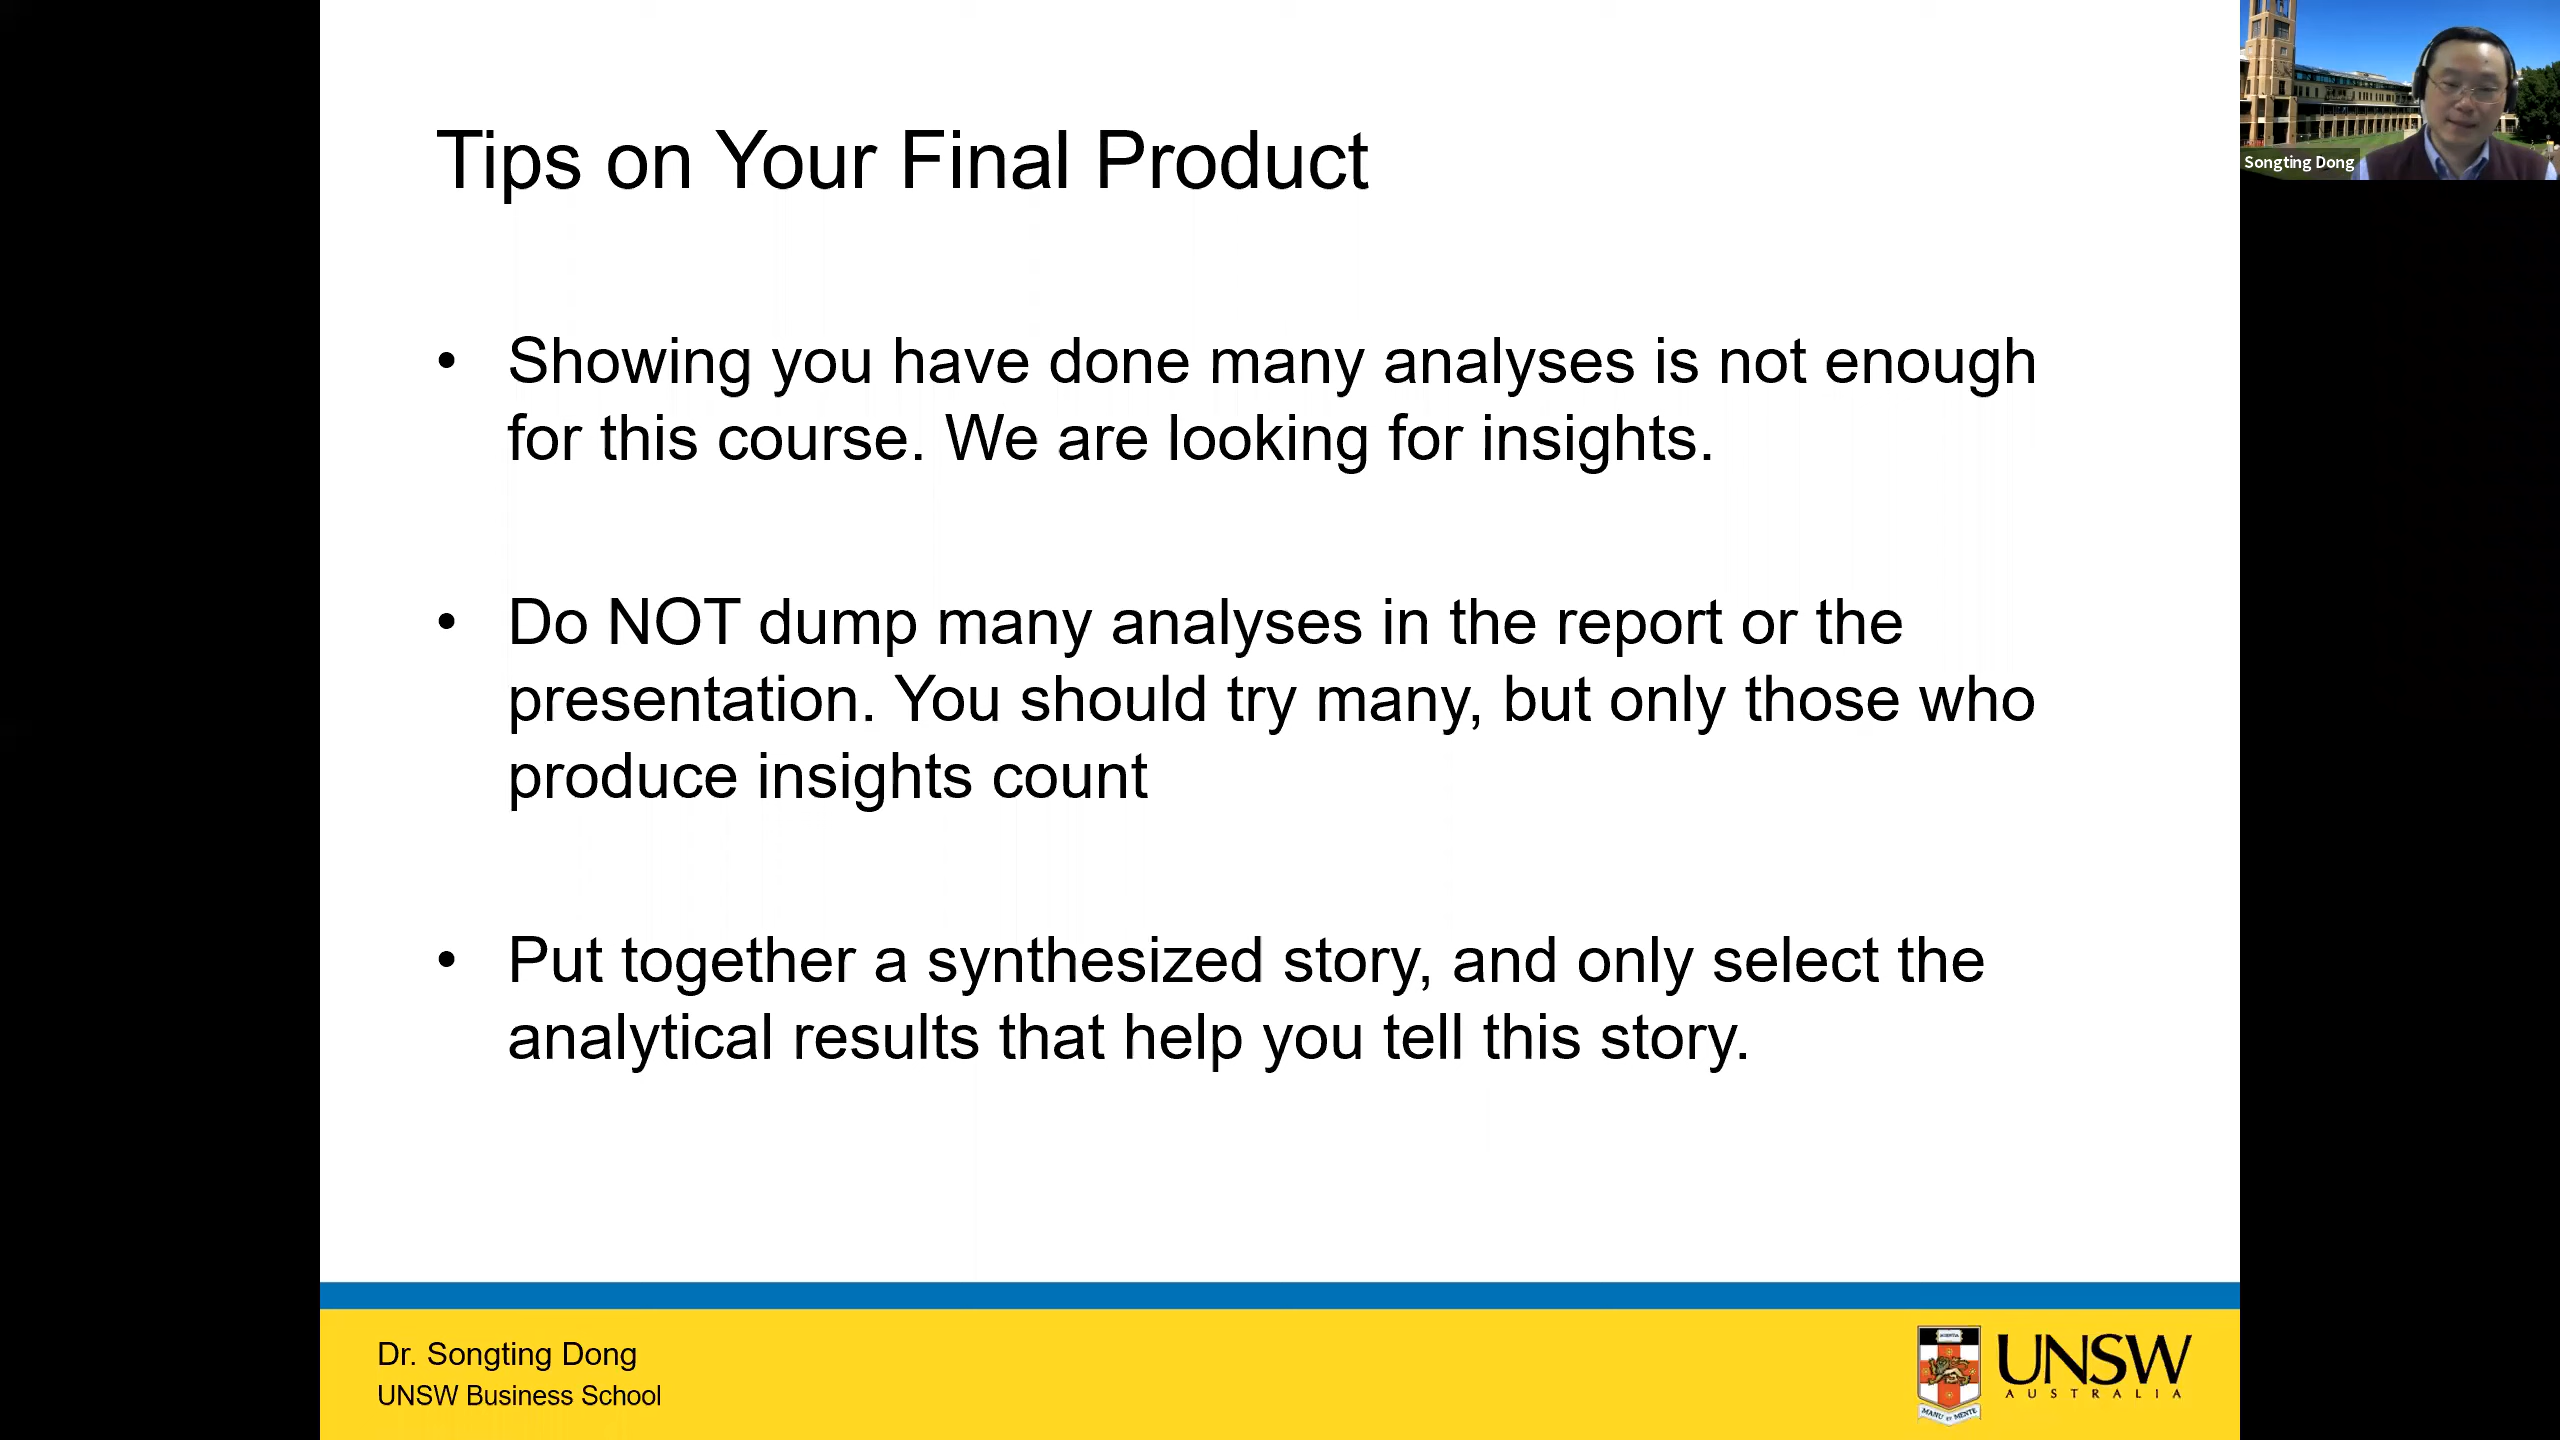 Tips on Your Final Product
• Showing you have done many analyses is not enough
for this course. We are looking for insights.
• Do NOT dump many analyses in the report or the
presentation. You should try many, but only those who
produce insights count
• Put together a synthesized story, and only select the
analytical results that help you tell this story.
Dr. Songting Dong
UNSW Business School
UNSW
AUSTRALIA
MANU ET MENTE
Songting Dong